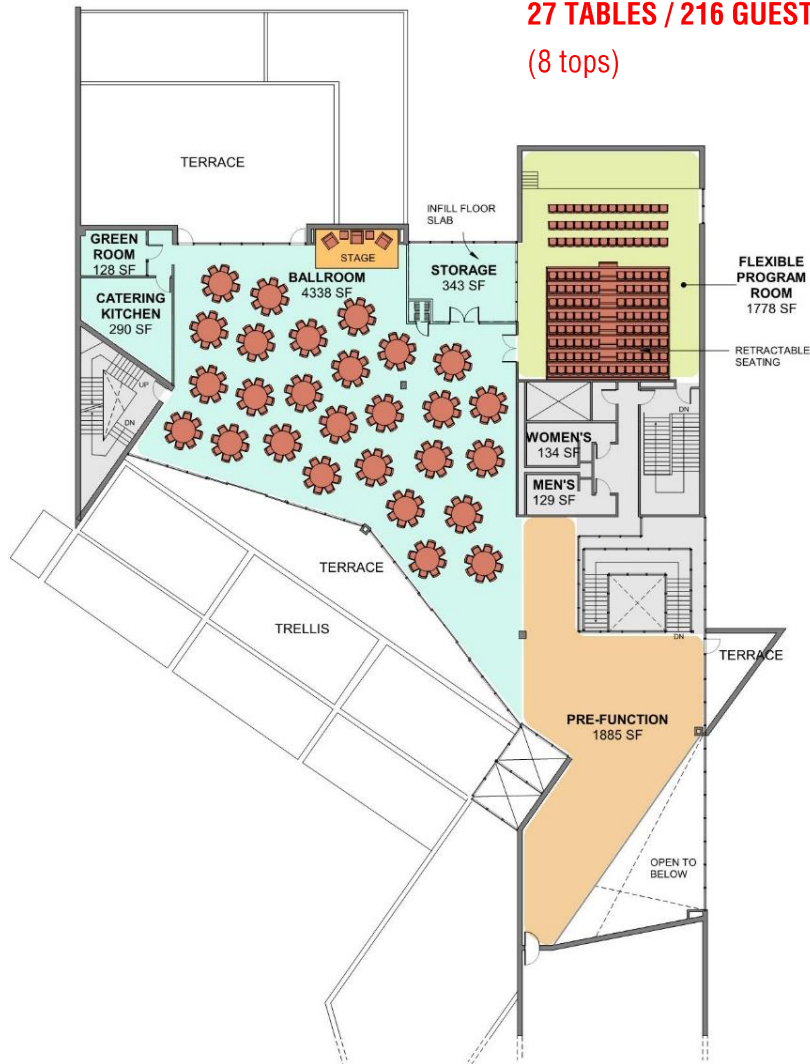 27 TABLES / 216 GUEST
(8 tops)
TERRACE
INFILL FLOOR
SLAB
GREEN
ROOM
128 SF
STAGE
BALLROOM
4338 SF
STORAGE
343 SF
FLEXIBLE
PROGRAM
ROOM
1778 SF
CATERING
KITCHEN
290 SF
RETRACTABLE
SEATING
UP
DN
DN
WOMEN'S
134 SF
MEN'S
129 SF
TERRACE
TRELLIS
DN
TERRACE
PRE-FUNCTION
1885 SF
OPEN TO
BELOW